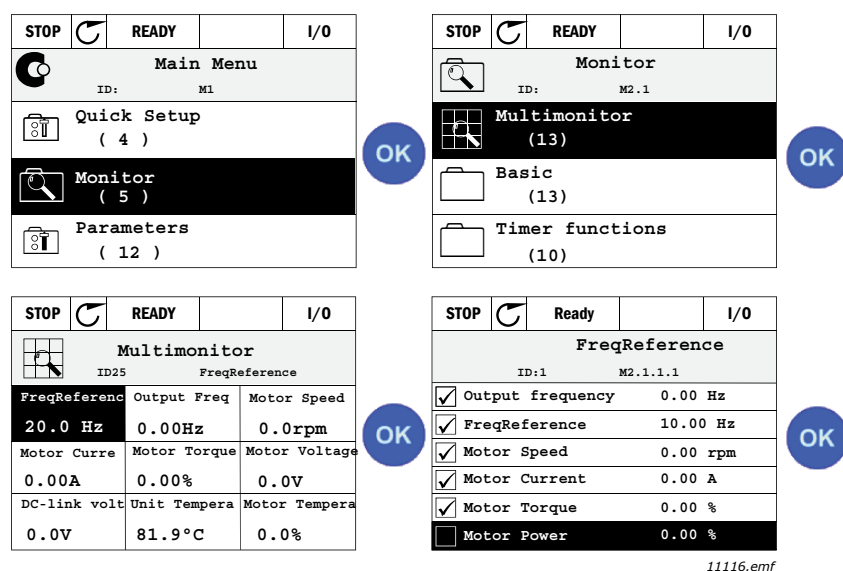 STOP READY I/O
Main Menu
ID: M1
Quick Setup
( 4 )
Monitor
( 5 )
Parameters
( 12 )
OK
STOP READY I/O
Monitor
ID: M2.1
Multimonitor
(13)
Basic
(13)
Timer functions
(10)
OK
STOP READY I/O
Multimonitor
ID25 FreqReference
FreqReferenc Output Freq Motor Speed
20.0 Hz 0.00Hz 0.0rpm
Motor Curre Motor Torque Motor Voltage
0.00A 0.00% 0.0V
DC-link volt Unit Tempera Motor Tempera
0.0V 81.9°C 0.0%
OK
STOP Ready I/O
FreqReference
ID:1 M2.1.1.1
Output frequency 0.00 Hz
FreqReference 10.00 Hz
Motor Speed 0.00 rpm
Motor Current 0.00 A
Motor Torque 0.00 %
Motor Power 0.00 %
OK
11116.emf